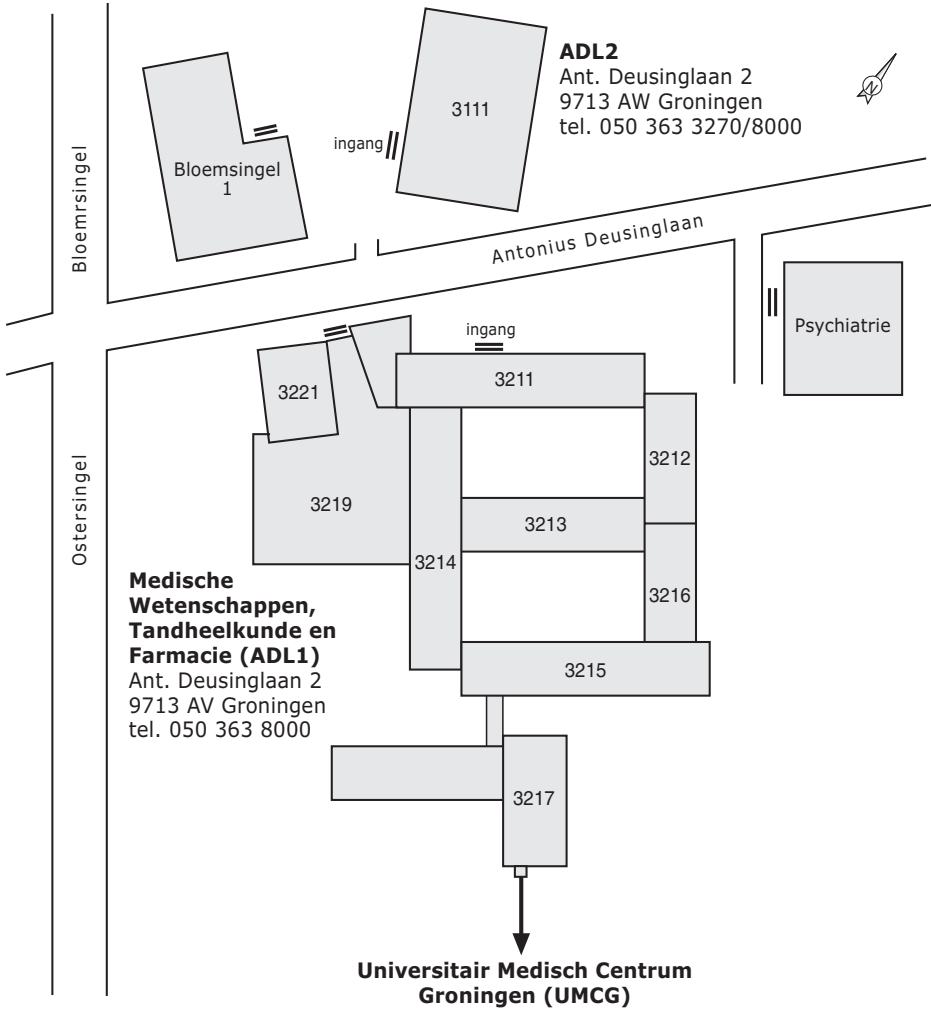 ADL2
Ant. Deusinglaan 2
9713 AW Groningen
tel. 050 363 3270/8000
N
3111
ingang
Bloemsingel
1
Bloemrsingel
Antonius Deusinglaan
Psychiatrie
ingang
3211
3221
3212
3219
3213
3214
3216
3215
3217
Ostersingel
Medische
Wetenschappen,
Tandheelkunde en
Farmacie (ADL1)
Ant. Deusinglaan 2
9713 AV Groningen
tel. 050 363 8000
Universitair Medisch Centrum
Groningen (UMCG)